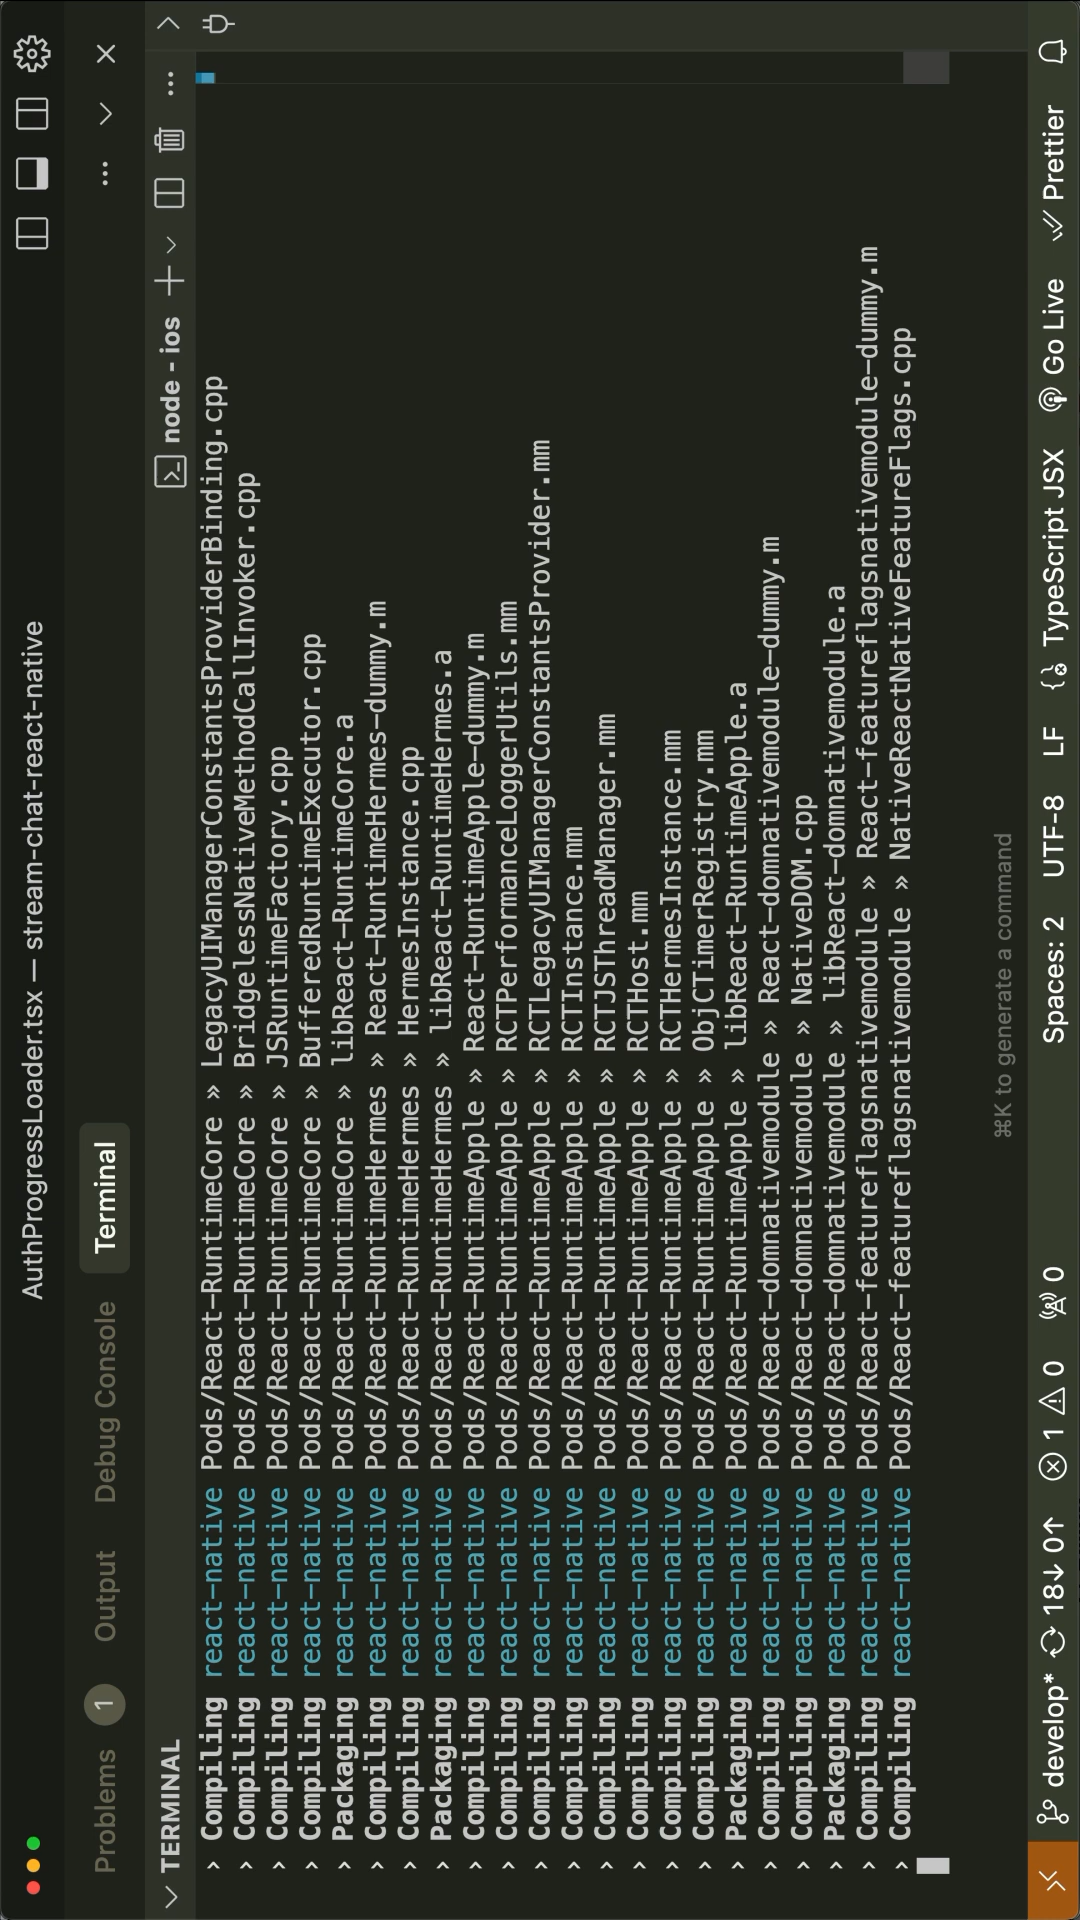 AuthProgressLoader.tsx — stream-chat-react-native
Problems 1 Output Debug Console Terminal
TERMINAL node - ios
› Compiling react-native Pods/React-RuntimeCore » LegacyUIManagerConstantsProviderBinding.cpp
› Compiling react-native Pods/React-RuntimeCore » BridgelessNativeMethodCallInvoker.cpp
› Compiling react-native Pods/React-RuntimeCore » JSRuntimeFactory.cpp
› Compiling react-native Pods/React-RuntimeCore » BufferedRuntimeExecutor.cpp
› Packaging react-native Pods/React-RuntimeCore » libReact-RuntimeCore.a
› Compiling react-native Pods/React-RuntimeHermes » React-RuntimeHermes-dummy.m
› Compiling react-native Pods/React-RuntimeHermes » HermesInstance.cpp
› Packaging react-native Pods/React-RuntimeHermes » libReact-RuntimeHermes.a
› Compiling react-native Pods/React-RuntimeApple » React-RuntimeApple-dummy.m
› Compiling react-native Pods/React-RuntimeApple » RCTPerformanceLoggerUtils.mm
› Compiling react-native Pods/React-RuntimeApple » RCTLegacyUIManagerConstantsProvider.mm
› Compiling react-native Pods/React-RuntimeApple » RCTInstance.mm
› Compiling react-native Pods/React-RuntimeApple » RCTJSThreadManager.mm
› Compiling react-native Pods/React-RuntimeApple » RCTHost.mm
› Compiling react-native Pods/React-RuntimeApple » RCTHermesInstance.mm
› Compiling react-native Pods/React-RuntimeApple » ObjCTimerRegistry.mm
› Packaging react-native Pods/React-RuntimeApple » libReact-RuntimeApple.a
› Compiling react-native Pods/React-domnativemodule » React-domnativemodule-dummy.m
› Compiling react-native Pods/React-domnativemodule » NativeDOM.cpp
› Packaging react-native Pods/React-domnativemodule » libReact-domnativemodule.a
› Compiling react-native Pods/React-featureflagsnativemodule » React-featureflagsnativemodule-dummy.m
› Compiling react-native Pods/React-featureflagsnativemodule » NativeReactNativeFeatureFlags.cpp
⌘K to generate a command
develop* 18↓ 0↑ 1 0 0 Spaces: 2 UTF-8 LF TypeScript JSX Go Live Prettier